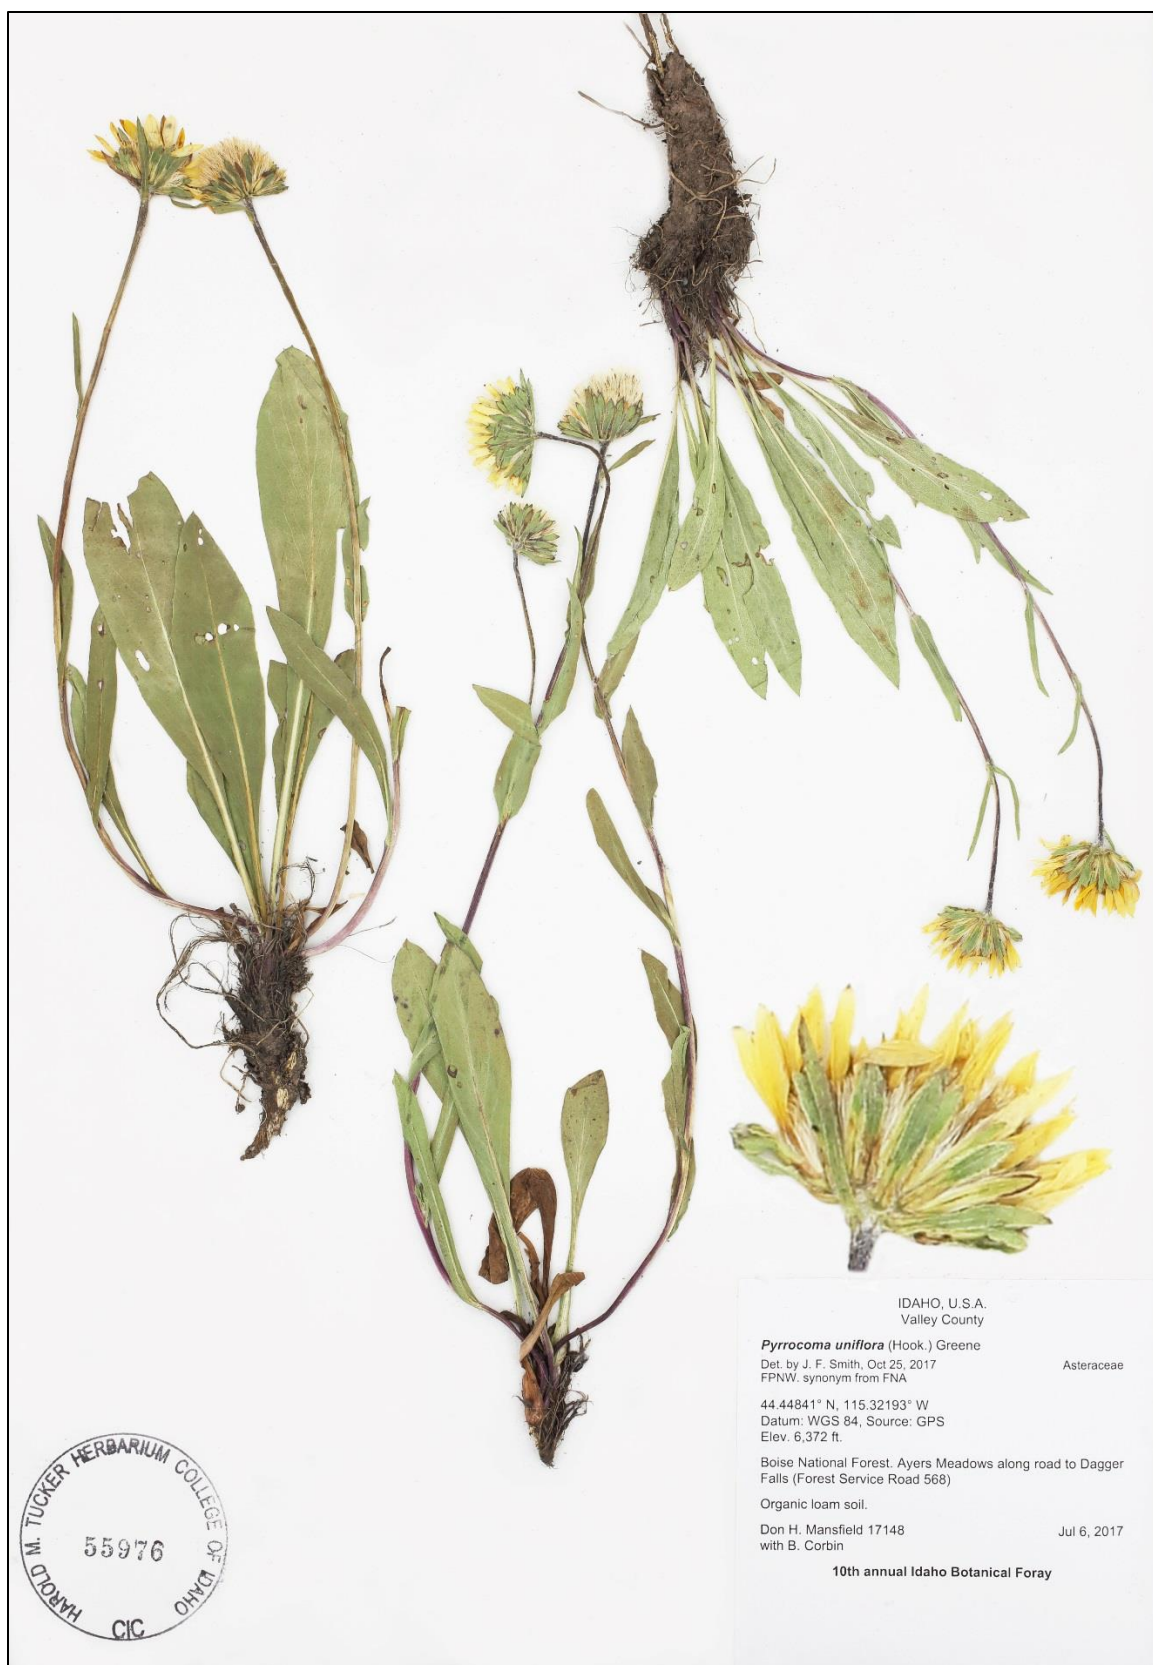 IDAHO, U.S.A.
Valley County
Pyrrocoma uniflora (Hook.) Greene
Det. by J. F. Smith, Oct 25, 2017 Asteraceae
FPNW. synonym from FNA
44.44841° N, 115.32193° W
Datum: WGS 84, Source: GPS
Elev. 6,372 ft.
Boise National Forest. Ayers Meadows along road to Dagger
Falls (Forest Service Road 568)
Organic loam soil.
Don H. Mansfield 17148 Jul 6, 2017
with B. Corbin
10th annual Idaho Botanical Foray
HAROLD M. TUCKER HERBARIUM COLLEGE OF IDAHO
55976
CIC